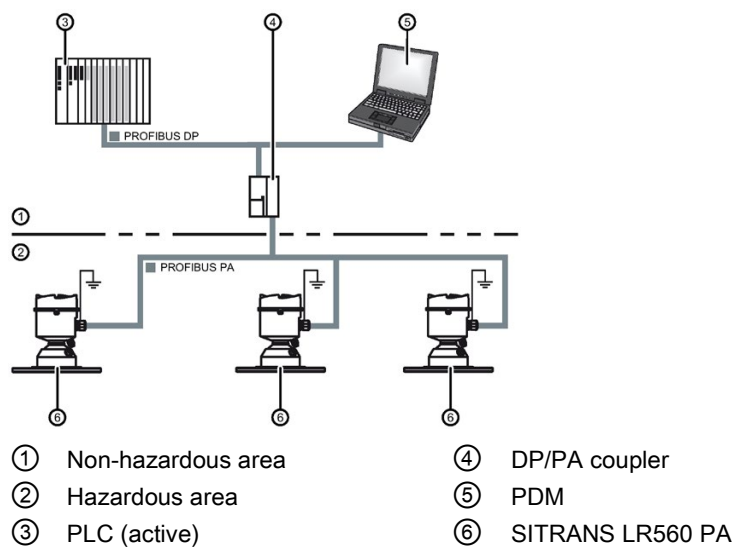 ③ ④ ⑤
PROFIBUS DP
①
②
PROFIBUS PA
⑥ ⑥ ⑥
① Non-hazardous area ④ DP/PA coupler
② Hazardous area ⑤ PDM
③ PLC (active) ⑥ SITRANS LR560 PA